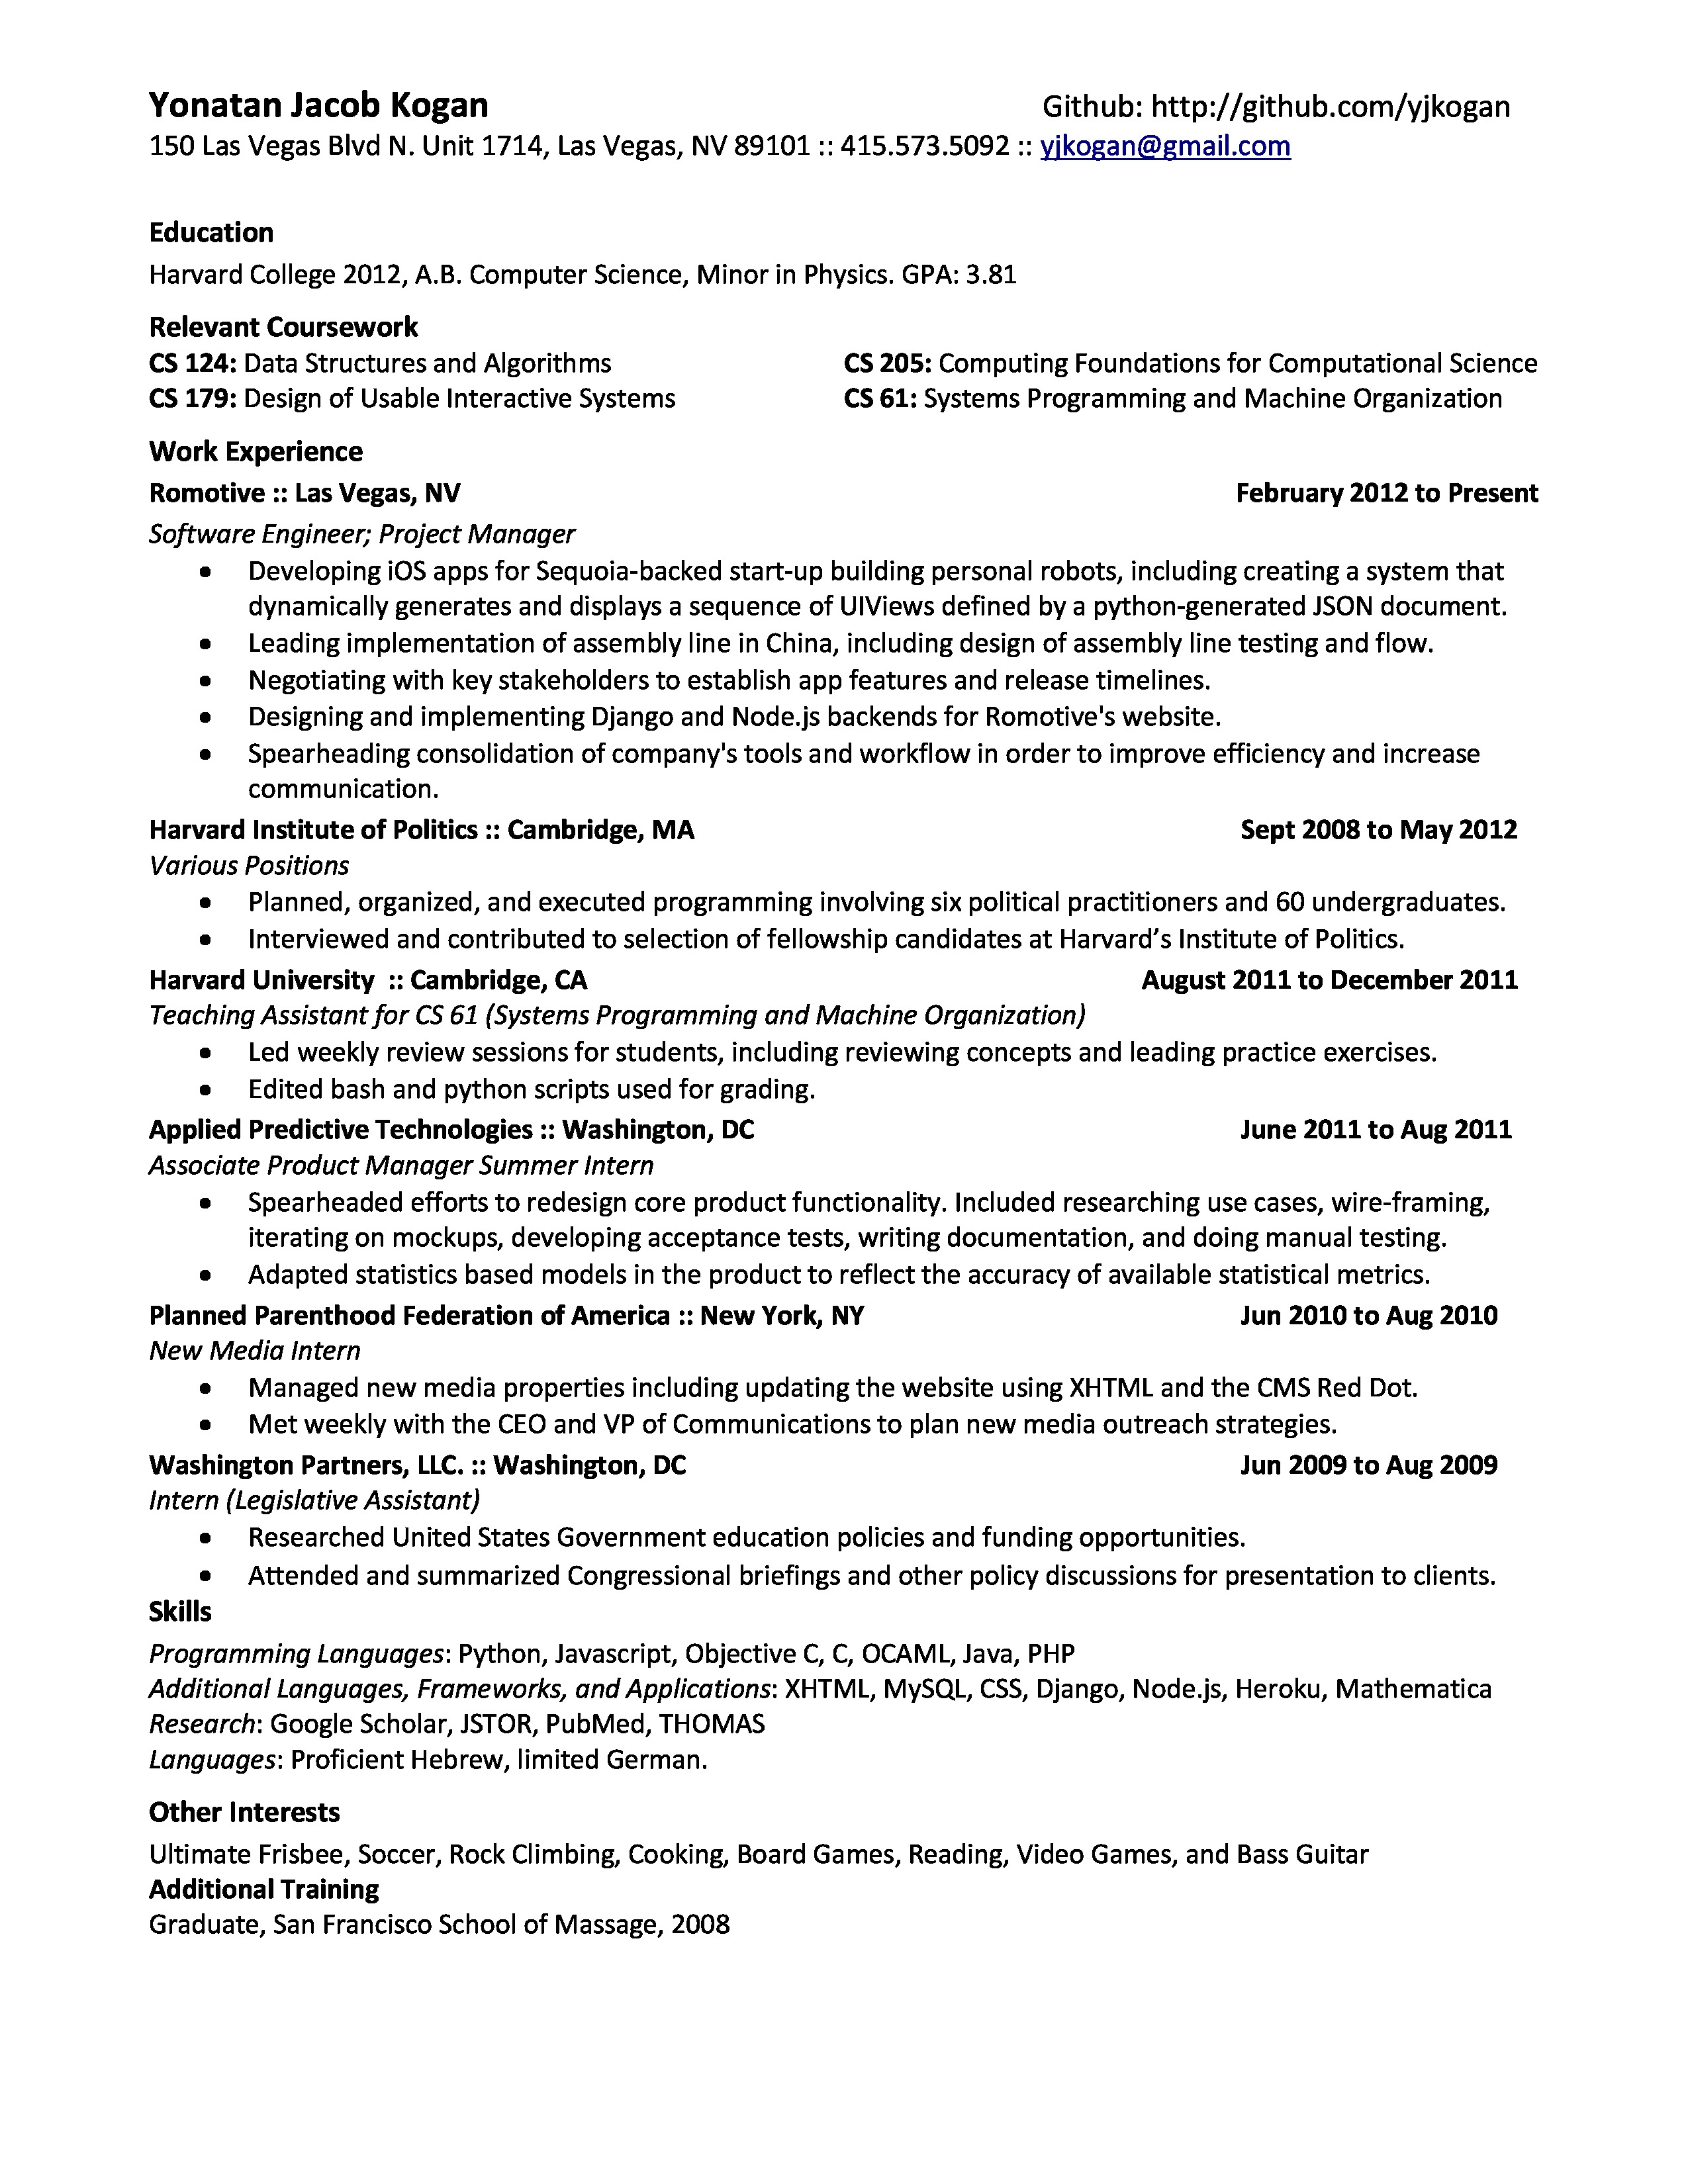 Yonatan Jacob Kogan Github: http://github.com/yjkogan
150 Las Vegas Blvd N. Unit 1714, Las Vegas, NV 89101 :: 415.573.5092 :: yjkogan@gmail.com
Education
Harvard College 2012, A.B. Computer Science, Minor in Physics. GPA: 3.81
Relevant Coursework
CS 124: Data Structures and Algorithms CS 205: Computing Foundations for Computational Science
CS 179: Design of Usable Interactive Systems CS 61: Systems Programming and Machine Organization
Work Experience
Romotive :: Las Vegas, NV February 2012 to Present
Software Engineer; Project Manager
• Developing iOS apps for Sequoia-backed start-up building personal robots, including creating a system that
dynamically generates and displays a sequence of UIViews defined by a python-generated JSON document.
• Leading implementation of assembly line in China, including design of assembly line testing and flow.
• Negotiating with key stakeholders to establish app features and release timelines.
• Designing and implementing Django and Node.js backends for Romotive's website.
• Spearheading consolidation of company's tools and workflow in order to improve efficiency and increase
communication.
Harvard Institute of Politics :: Cambridge, MA Sept 2008 to May 2012
Various Positions
• Planned, organized, and executed programming involving six political practitioners and 60 undergraduates.
• Interviewed and contributed to selection of fellowship candidates at Harvard’s Institute of Politics.
Harvard University :: Cambridge, CA August 2011 to December 2011
Teaching Assistant for CS 61 (Systems Programming and Machine Organization)
• Led weekly review sessions for students, including reviewing concepts and leading practice exercises.
• Edited bash and python scripts used for grading.
Applied Predictive Technologies :: Washington, DC June 2011 to Aug 2011
Associate Product Manager Summer Intern
• Spearheaded efforts to redesign core product functionality. Included researching use cases, wire-framing,
iterating on mockups, developing acceptance tests, writing documentation, and doing manual testing.
• Adapted statistics based models in the product to reflect the accuracy of available statistical metrics.
Planned Parenthood Federation of America :: New York, NY Jun 2010 to Aug 2010
New Media Intern
• Managed new media properties including updating the website using XHTML and the CMS Red Dot.
• Met weekly with the CEO and VP of Communications to plan new media outreach strategies.
Washington Partners, LLC. :: Washington, DC Jun 2009 to Aug 2009
Intern (Legislative Assistant)
• Researched United States Government education policies and funding opportunities.
• Attended and summarized Congressional briefings and other policy discussions for presentation to clients.
Skills
Programming Languages: Python, Javascript, Objective C, C, OCAML, Java, PHP
Additional Languages, Frameworks, and Applications: XHTML, MySQL, CSS, Django, Node.js, Heroku, Mathematica
Research: Google Scholar, JSTOR, PubMed, THOMAS
Languages: Proficient Hebrew, limited German.
Other Interests
Ultimate Frisbee, Soccer, Rock Climbing, Cooking, Board Games, Reading, Video Games, and Bass Guitar
Additional Training
Graduate, San Francisco School of Massage, 2008